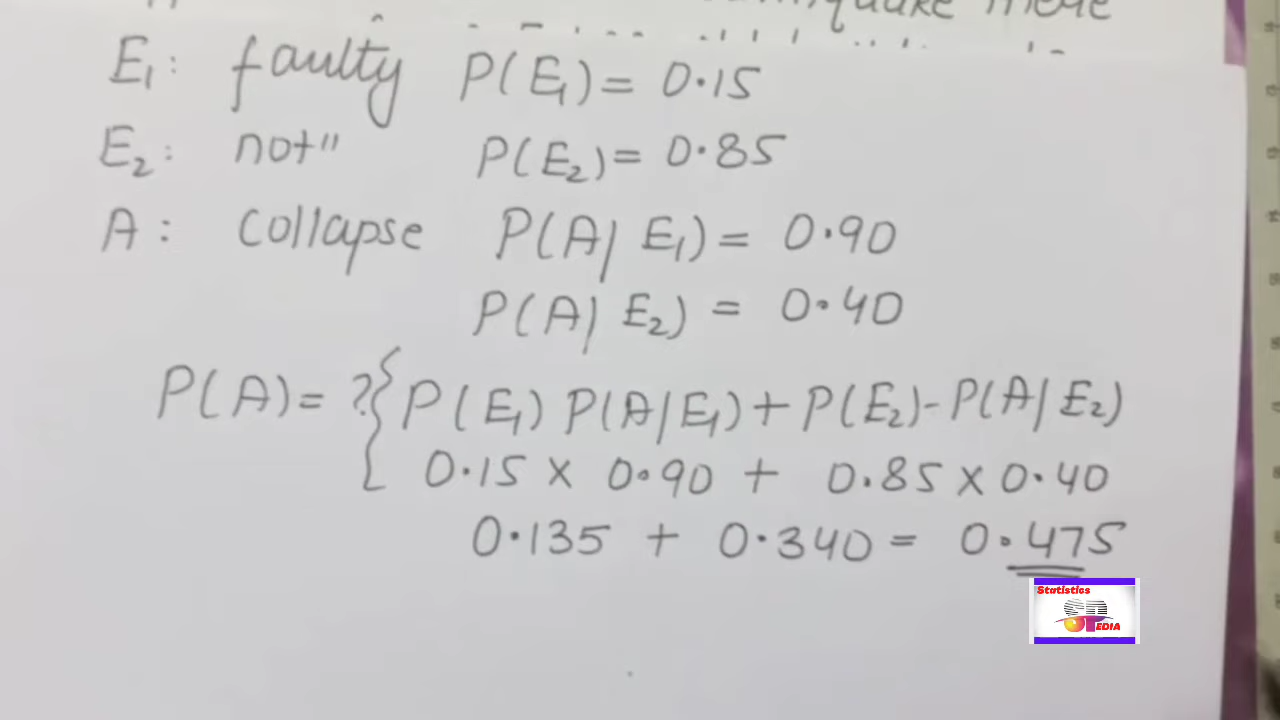 more
E₁: faulty P(E₁) = 0.15
E₂: not " P(E₂) = 0.85
A: Collapse P(A/ E₁) = 0.90
P(A/ E₂) = 0.40
P(A) = ? { P(E₁) P(A/E₁) + P(E₂)-P(A/E₂)
0.15 x 0.90 + 0.85 x 0.40
0.135 + 0.340 = 0.475
Statistics
EDIA